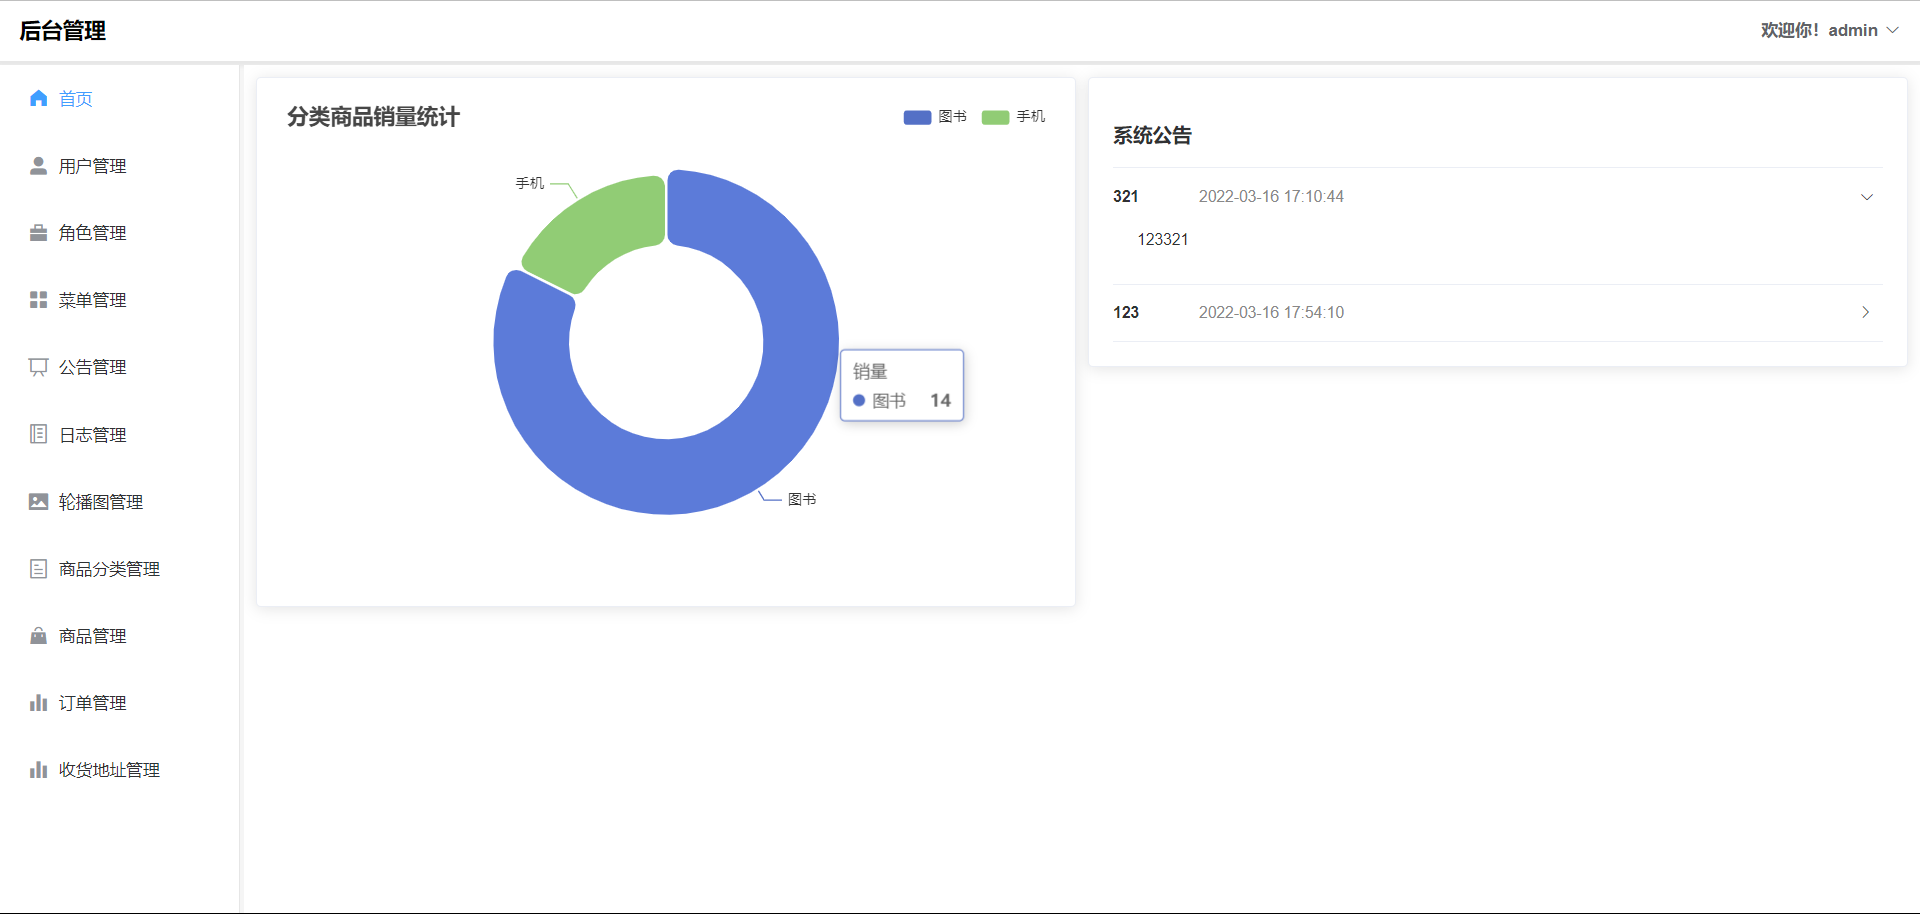 后台管理
欢迎你！admin
首页
用户管理
角色管理
菜单管理
公告管理
日志管理
轮播图管理
商品分类管理
商品管理
订单管理
收货地址管理
分类商品销量统计
图书 手机
手机
销量
图书 14
图书
系统公告
321 2022-03-16 17:10:44
123321
123 2022-03-16 17:54:10